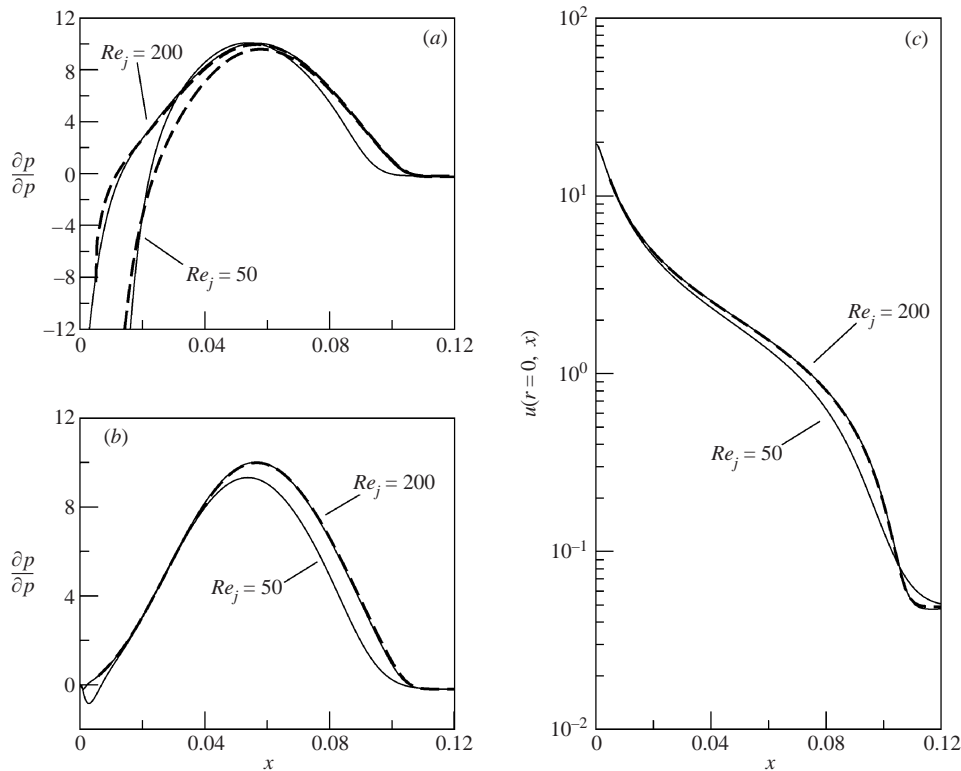 12
8
4
0
–4
–8
–12
∂p
∂p
Re_j = 200
Re_j = 50
(a)
0
0.04
0.08
0.12
12
8
4
0
∂p
∂p
(b)
Re_j = 200
Re_j = 50
0
0.04
0.08
0.12
x
10^2
10^1
10^0
10^–1
10^–2
u(r = 0, x)
(c)
Re_j = 200
Re_j = 50
0
0.04
0.08
0.12
x